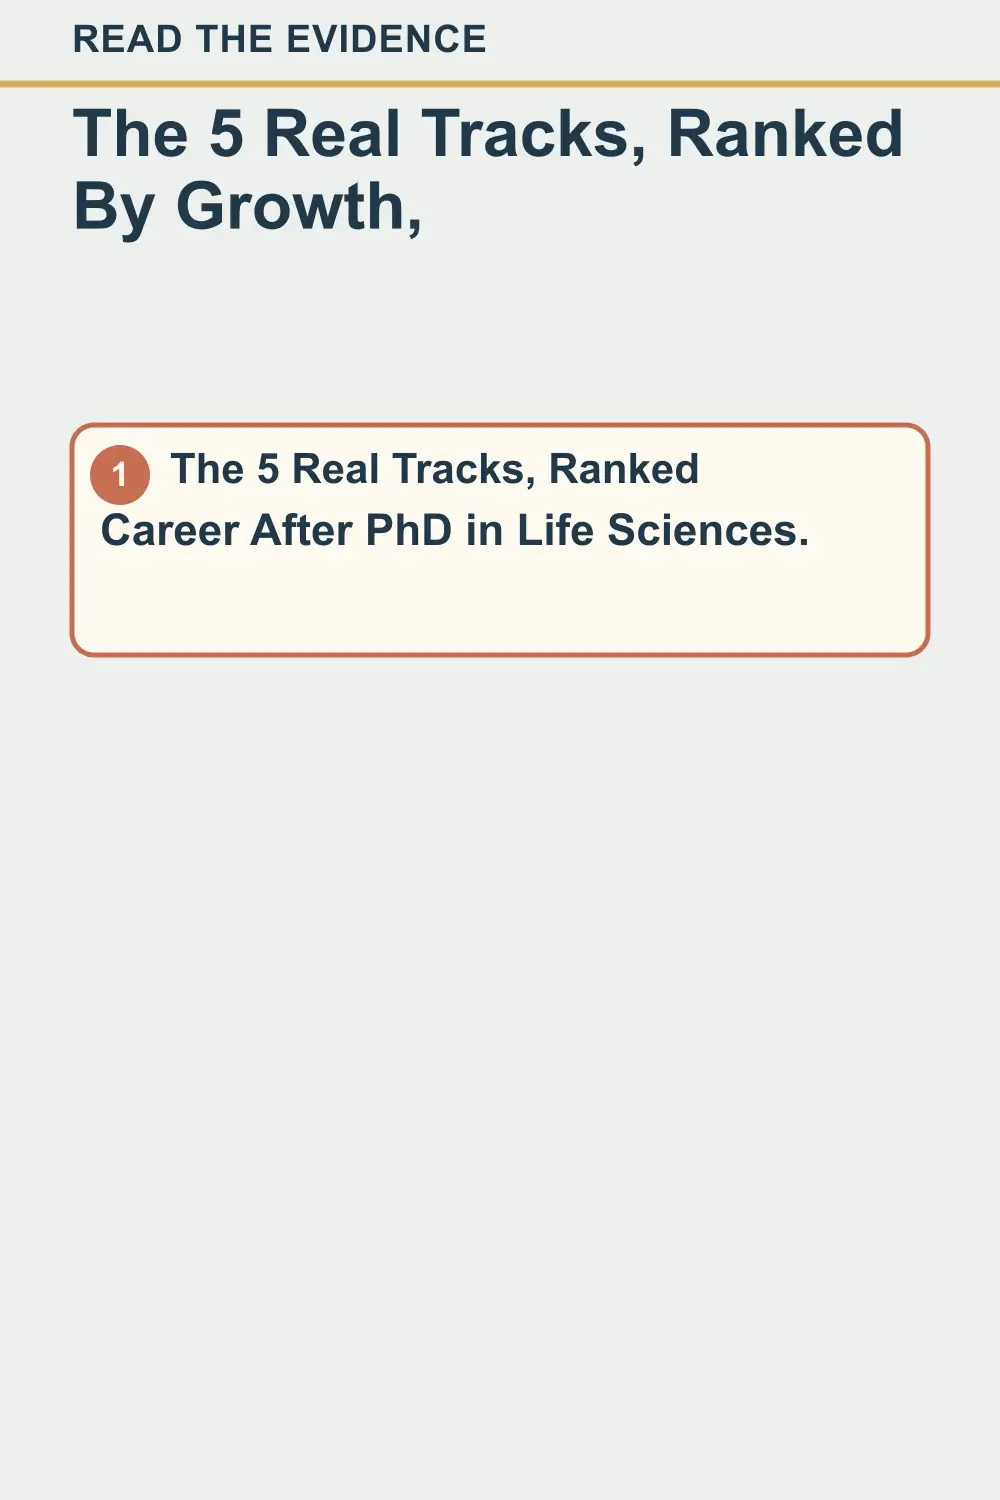 READ THE EVIDENCE
The 5 Real Tracks, Ranked
By Growth,
1 The 5 Real Tracks, Ranked
Career After PhD in Life Sciences.